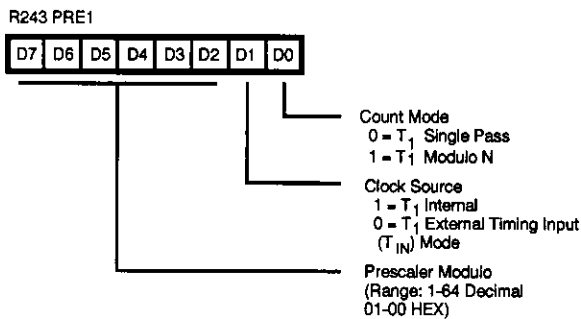 R243 PRE1
D7 D6 D5 D4 D3 D2 D1 D0
Count Mode
0 = T1 Single Pass
1 = T1 Modulo N
Clock Source
1 = T1 Internal
0 = T1 External Timing Input
(TIN) Mode
Prescaler Modulo
(Range: 1-64 Decimal
01-00 HEX)